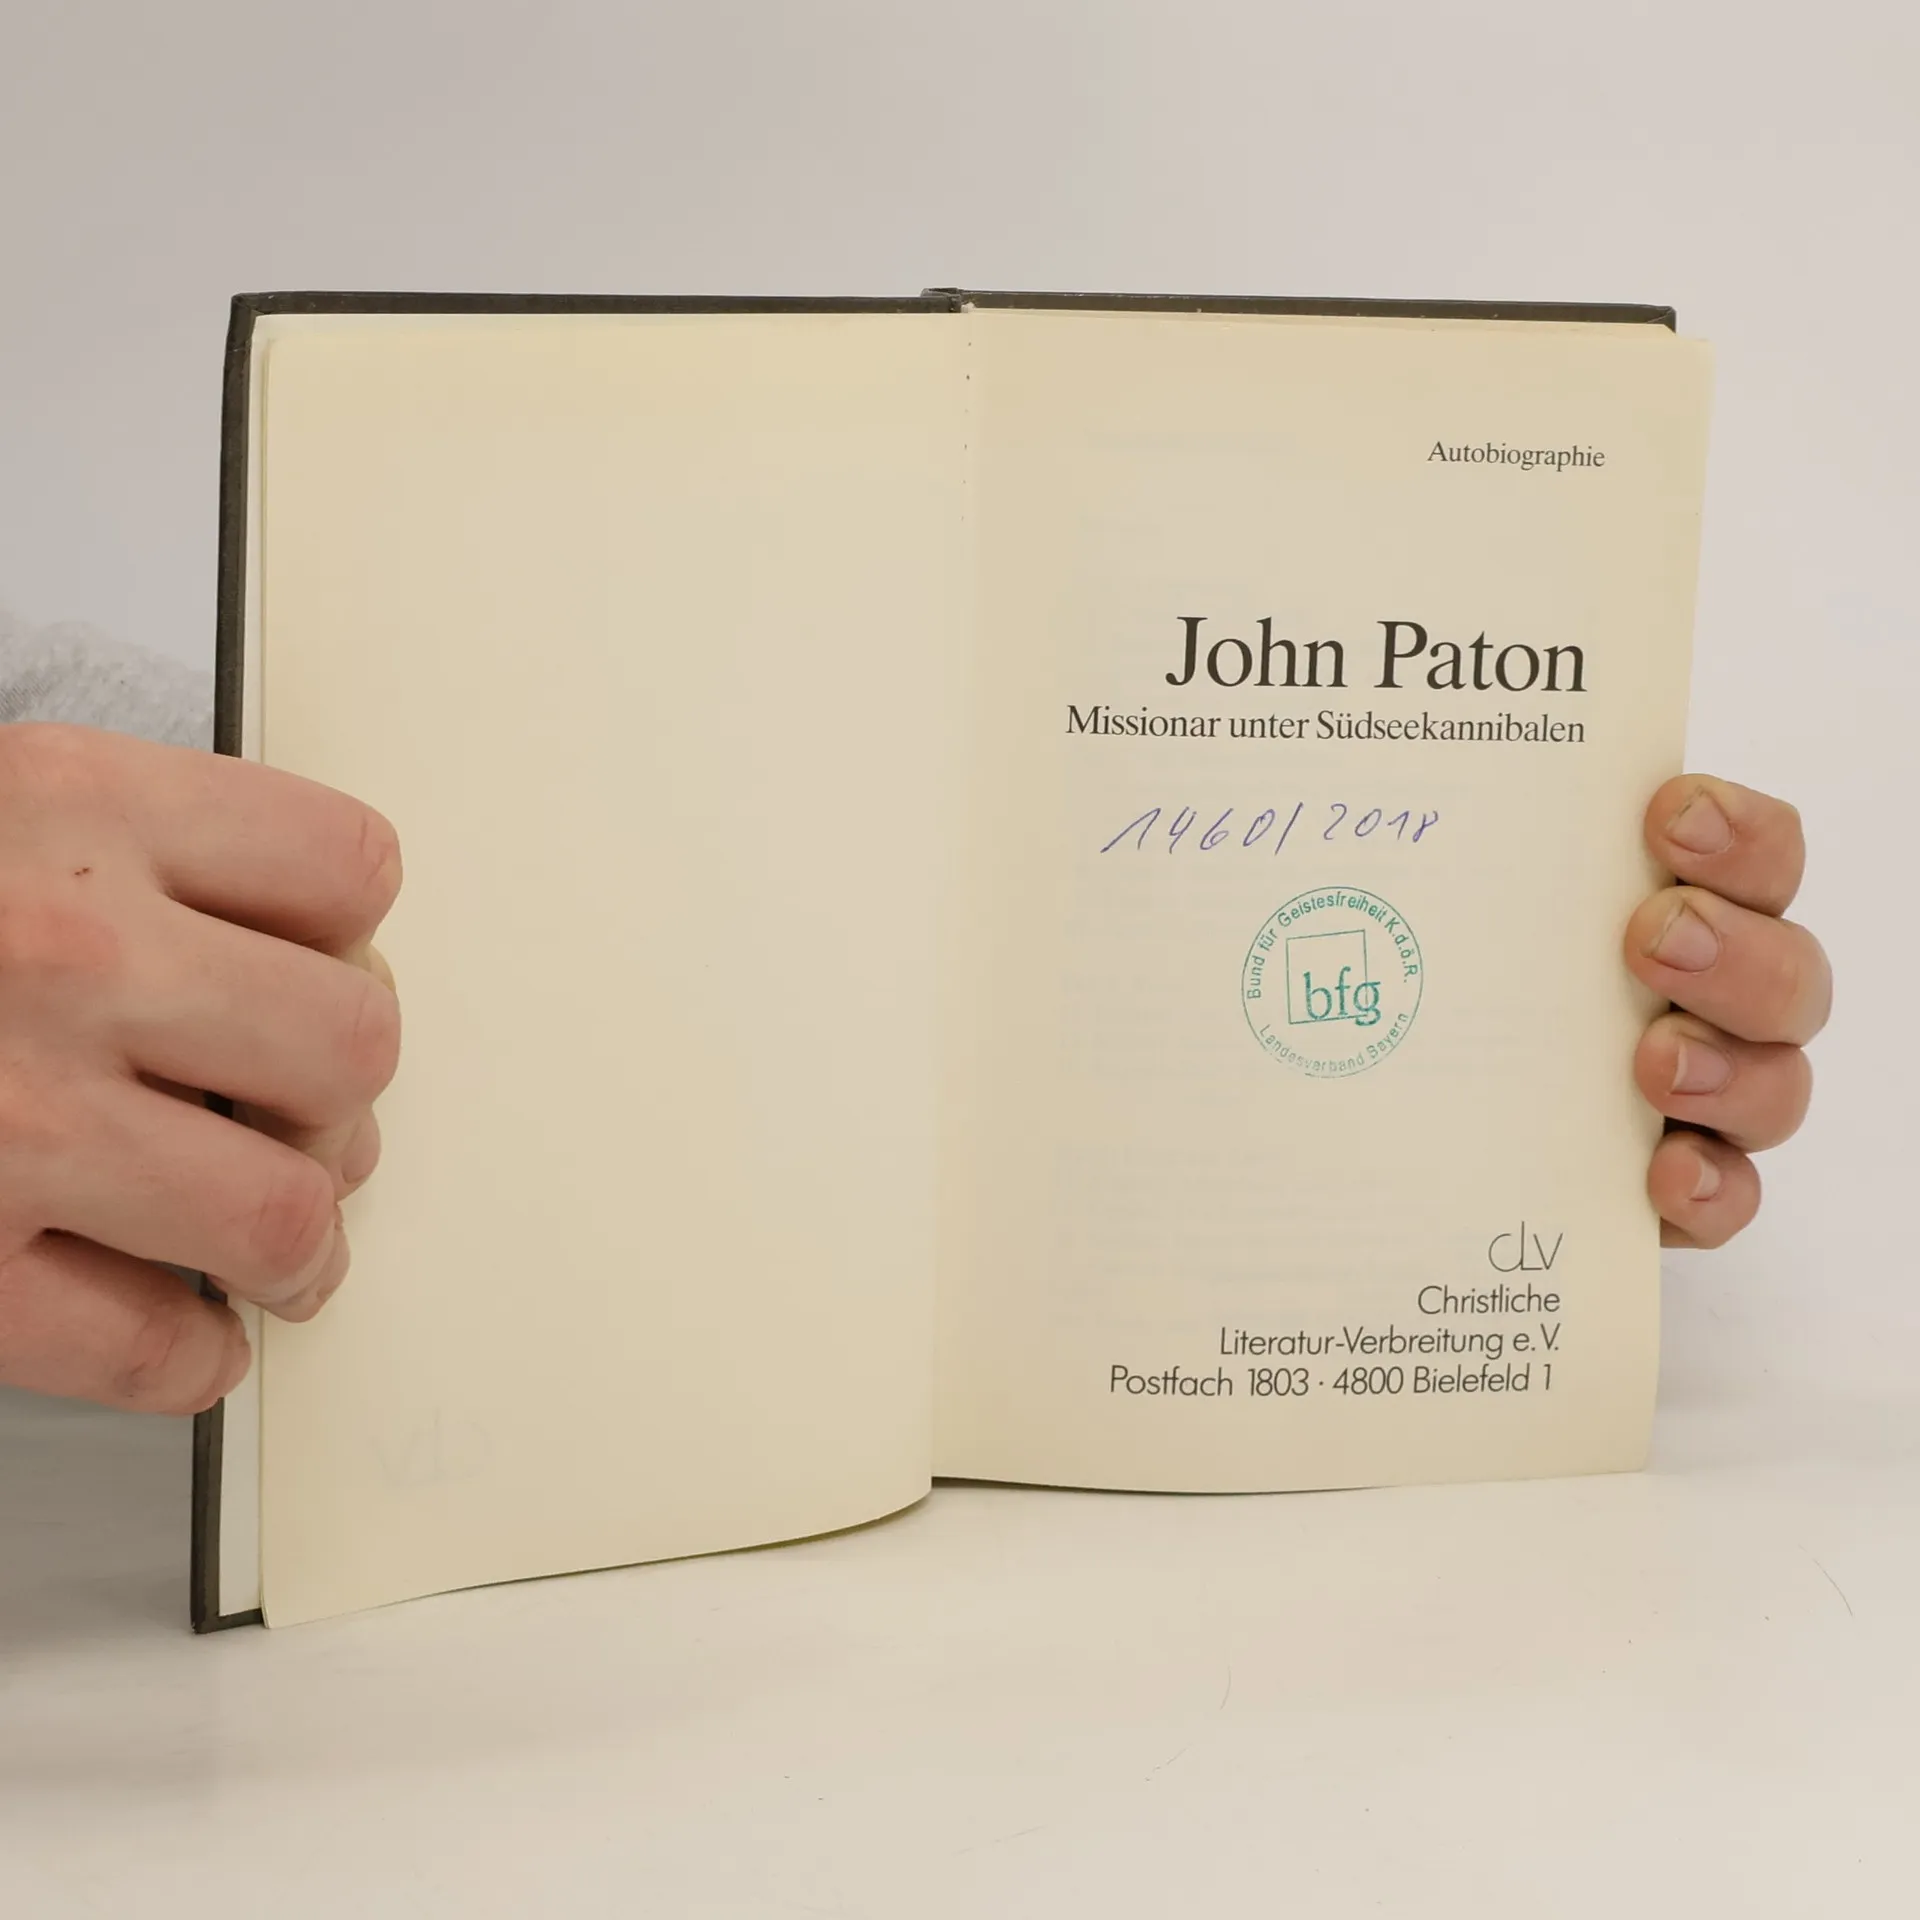 Autobiographie
John Paton
Missionar unter Südseekannibalen
1460/2018
Bund für Geistesfreiheit K.d.ö.R.
bfg
Landesverband Bayern
clv
Christliche
Literatur-Verbreitung e.V.
Postfach 1803 · 4800 Bielefeld 1